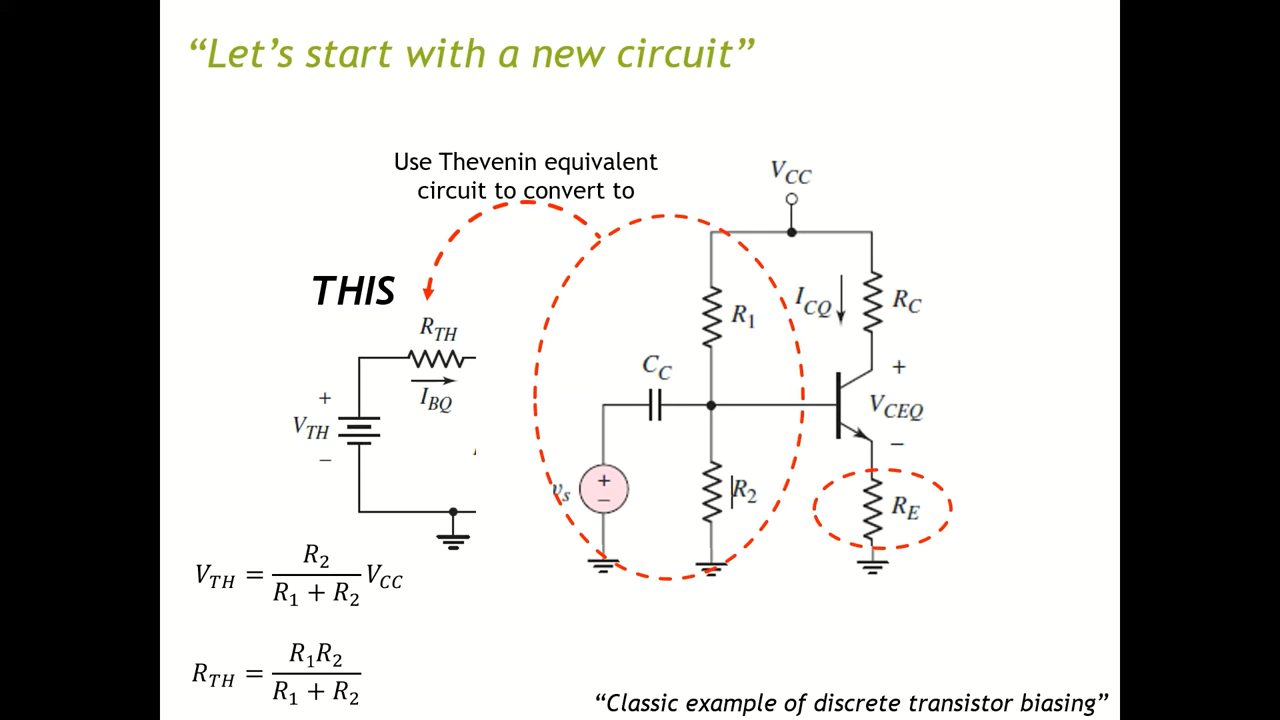 “Let’s start with a new circuit”
Use Thevenin equivalent
circuit to convert to
THIS
V_CC
R_TH
I_BQ
+
V_TH
−
C_C
R_1
I_CQ
R_C
+
V_CEQ
−
v_s
+
−
R_2
R_E
V_TH = R_2 / (R_1 + R_2) V_CC
R_TH = R_1R_2 / (R_1 + R_2)
“Classic example of discrete transistor biasing”